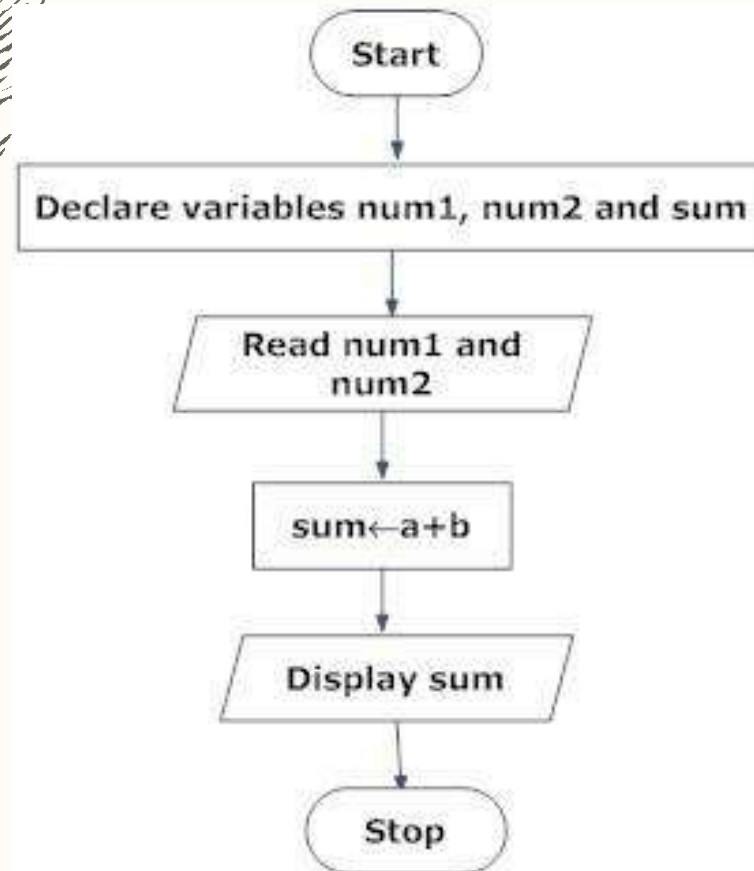 Start
Declare variables num1, num2 and sum
Read num1 and
num2
sum←a+b
Display sum
Stop